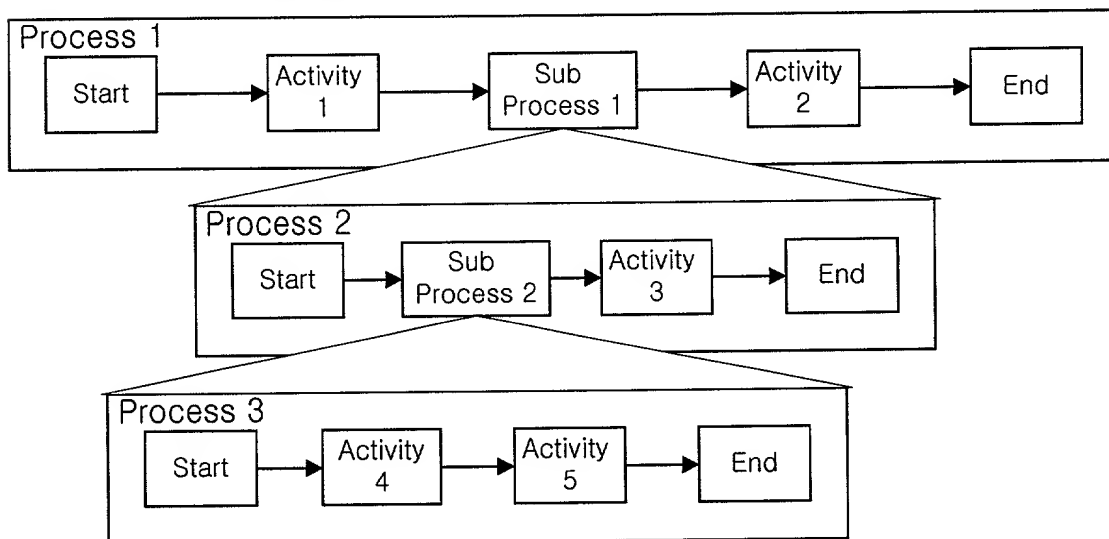 Process 1
Start
Activity
1
Sub
Process 1
Activity
2
End
Process 2
Start
Sub
Process 2
Activity
3
End
Process 3
Start
Activity
4
Activity
5
End